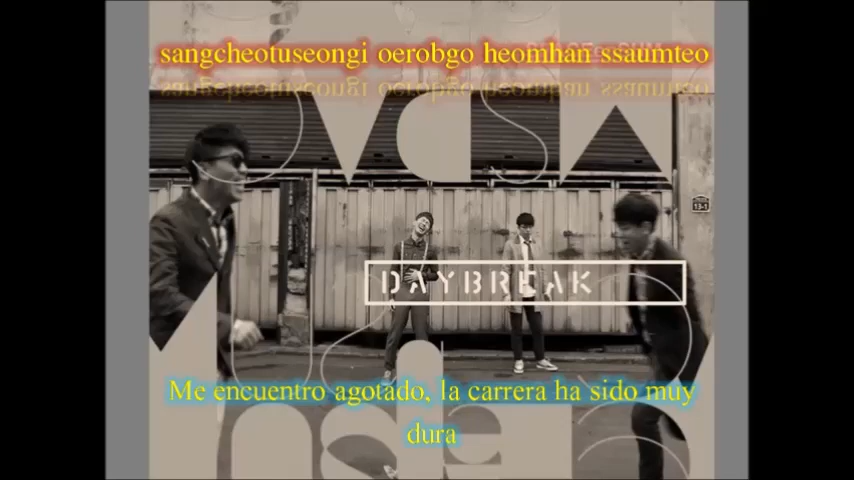 sangcheotuseongi oerobgo heomhan ssaumteo
DAYBREAK
Me encuentro agotado, la carrera ha sido muy
dura